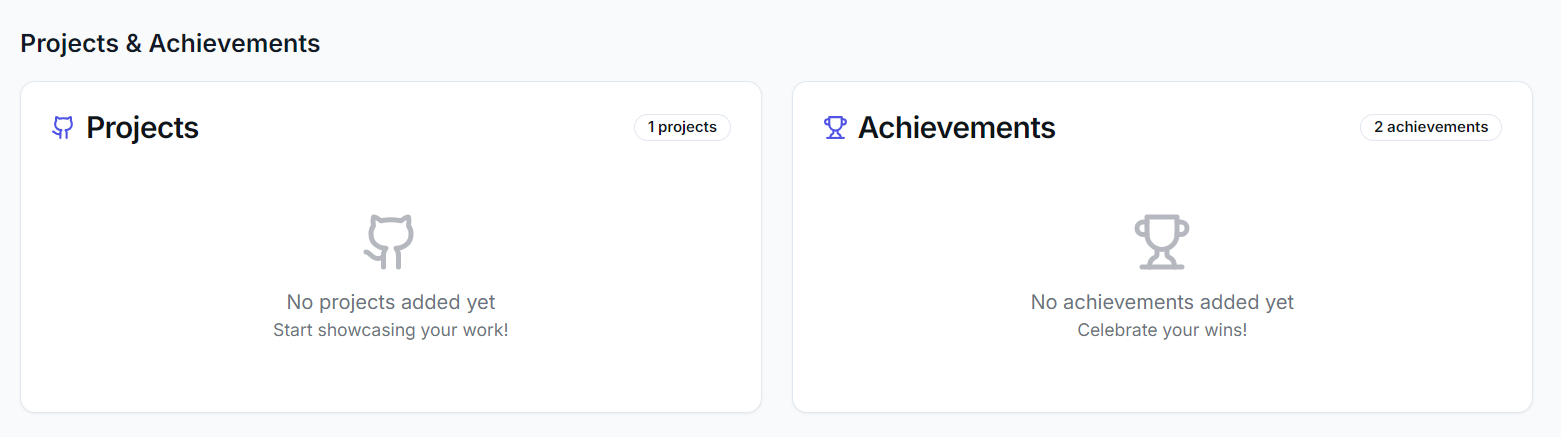 Projects & Achievements
Projects
1 projects
No projects added yet
Start showcasing your work!
Achievements
2 achievements
No achievements added yet
Celebrate your wins!